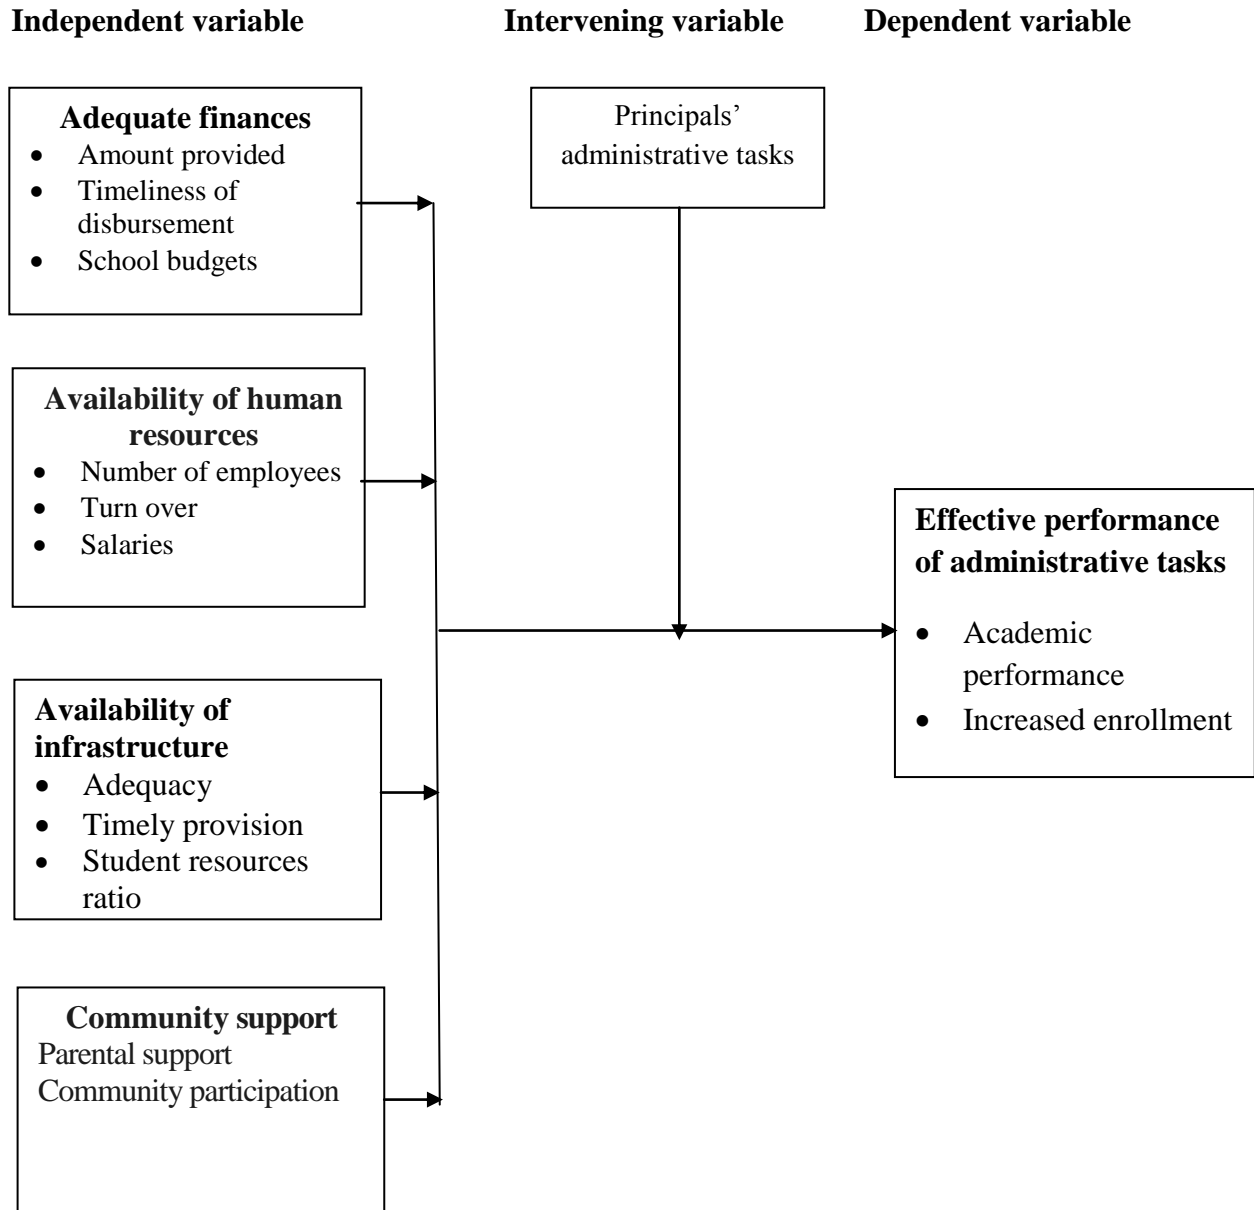 Independent variable Intervening variable Dependent variable
Adequate finances
• Amount provided
• Timeliness of
disbursement
• School budgets
Principals’
administrative tasks
Availability of human
resources
• Number of employees
• Turn over
• Salaries
Effective performance
of administrative tasks
• Academic
performance
• Increased enrollment
Availability of
infrastructure
• Adequacy
• Timely provision
• Student resources
ratio
Community support
Parental support
Community participation